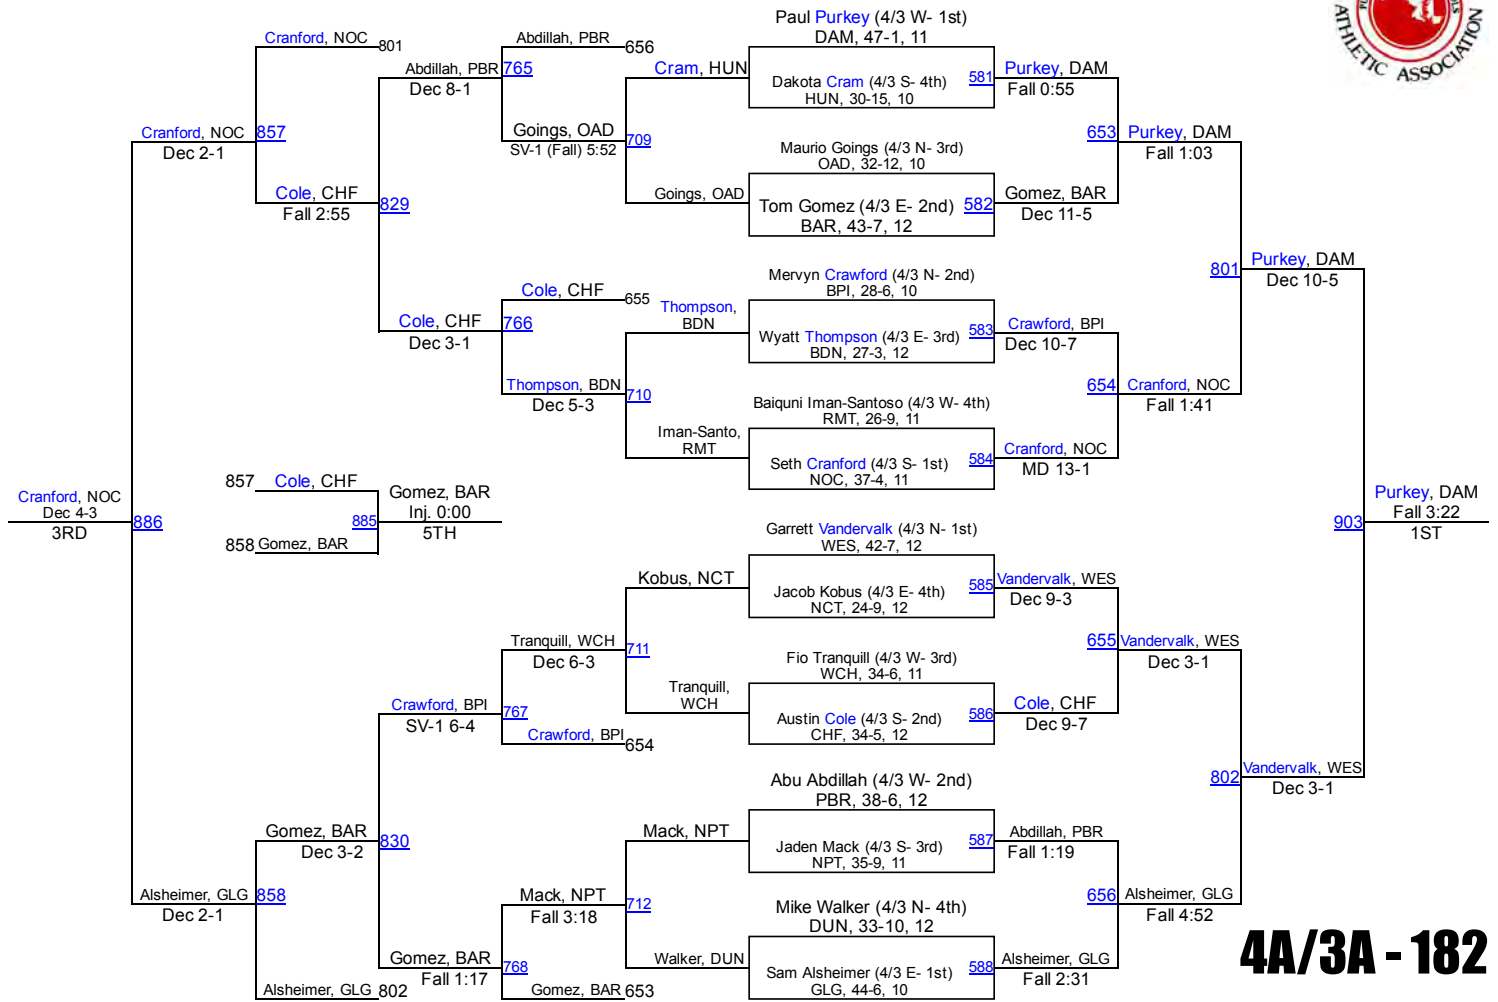 Paul Purkey (4/3 W- 1st)
DAM, 47-1, 11
Dakota Cram (4/3 S- 4th)
HUN, 30-15, 10
581
Maurio Goings (4/3 N- 3rd)
OAD, 32-12, 10
Tom Gomez (4/3 E- 2nd)
BAR, 43-7, 12
582
Mervyn Crawford (4/3 N- 2nd)
BPI, 28-6, 10
Wyatt Thompson (4/3 E- 3rd)
BDN, 27-3, 12
583
Baiquni Iman-Santoso (4/3 W- 4th)
RMT, 26-9, 11
Seth Cranford (4/3 S- 1st)
NOC, 37-4, 11
584
Garrett Vandervalk (4/3 N- 1st)
WES, 42-7, 12
Jacob Kobus (4/3 E- 4th)
NCT, 24-9, 12
585
Fio Tranquill (4/3 W- 3rd)
WCH, 34-6, 11
Austin Cole (4/3 S- 2nd)
CHF, 34-5, 12
586
Abu Abdillah (4/3 W- 2nd)
PBR, 38-6, 12
Jaden Mack (4/3 S- 3rd)
NPT, 35-9, 11
587
Mike Walker (4/3 N- 4th)
DUN, 33-10, 12
Sam Alsheimer (4/3 E- 1st)
GLG, 44-6, 10
588
Purkey, DAM
Fall 0:55
Gomez, BAR
Dec 11-5
653
Crawford, BPI
Dec 10-7
Cranford, NOC
MD 13-1
654
Vandervalk, WES
Dec 9-3
Cole, CHF
Dec 9-7
655
Abdillah, PBR
Fall 1:19
Alsheimer, GLG
Fall 2:31
656
Purkey, DAM
Fall 1:03
Cranford, NOC
Fall 1:41
801
Vandervalk, WES
Dec 3-1
Alsheimer, GLG
Fall 4:52
802
Purkey, DAM
Dec 10-5
Vandervalk, WES
Dec 3-1
903
Purkey, DAM
Fall 3:22
1ST
Cram, HUN
Goings, OAD
709
Thompson,
BDN
Iman-Santo,
RMT
710
Kobus, NCT
Tranquill,
WCH
711
Mack, NPT
Walker, DUN
712
Abdillah, PBR
656
Goings, OAD
SV-1 (Fall) 5:52
765
Cole, CHF
655
Thompson, BDN
Dec 5-3
766
Tranquill, WCH
Dec 6-3
Crawford, BPI
654
767
Mack, NPT
Fall 3:18
Gomez, BAR
653
768
Abdillah, PBR
Dec 8-1
Cole, CHF
Dec 3-1
829
Crawford, BPI
SV-1 6-4
Gomez, BAR
Fall 1:17
830
Cranford, NOC
801
Cole, CHF
Fall 2:55
857
Gomez, BAR
Dec 3-2
Alsheimer, GLG
802
858
Cranford, NOC
Dec 2-1
Alsheimer, GLG
Dec 2-1
886
Cranford, NOC
Dec 4-3
3RD
857
Cole, CHF
858
Gomez, BAR
885
Gomez, BAR
Inj. 0:00
5TH
ATHLETIC ASSOCIATION
4A/3A - 182